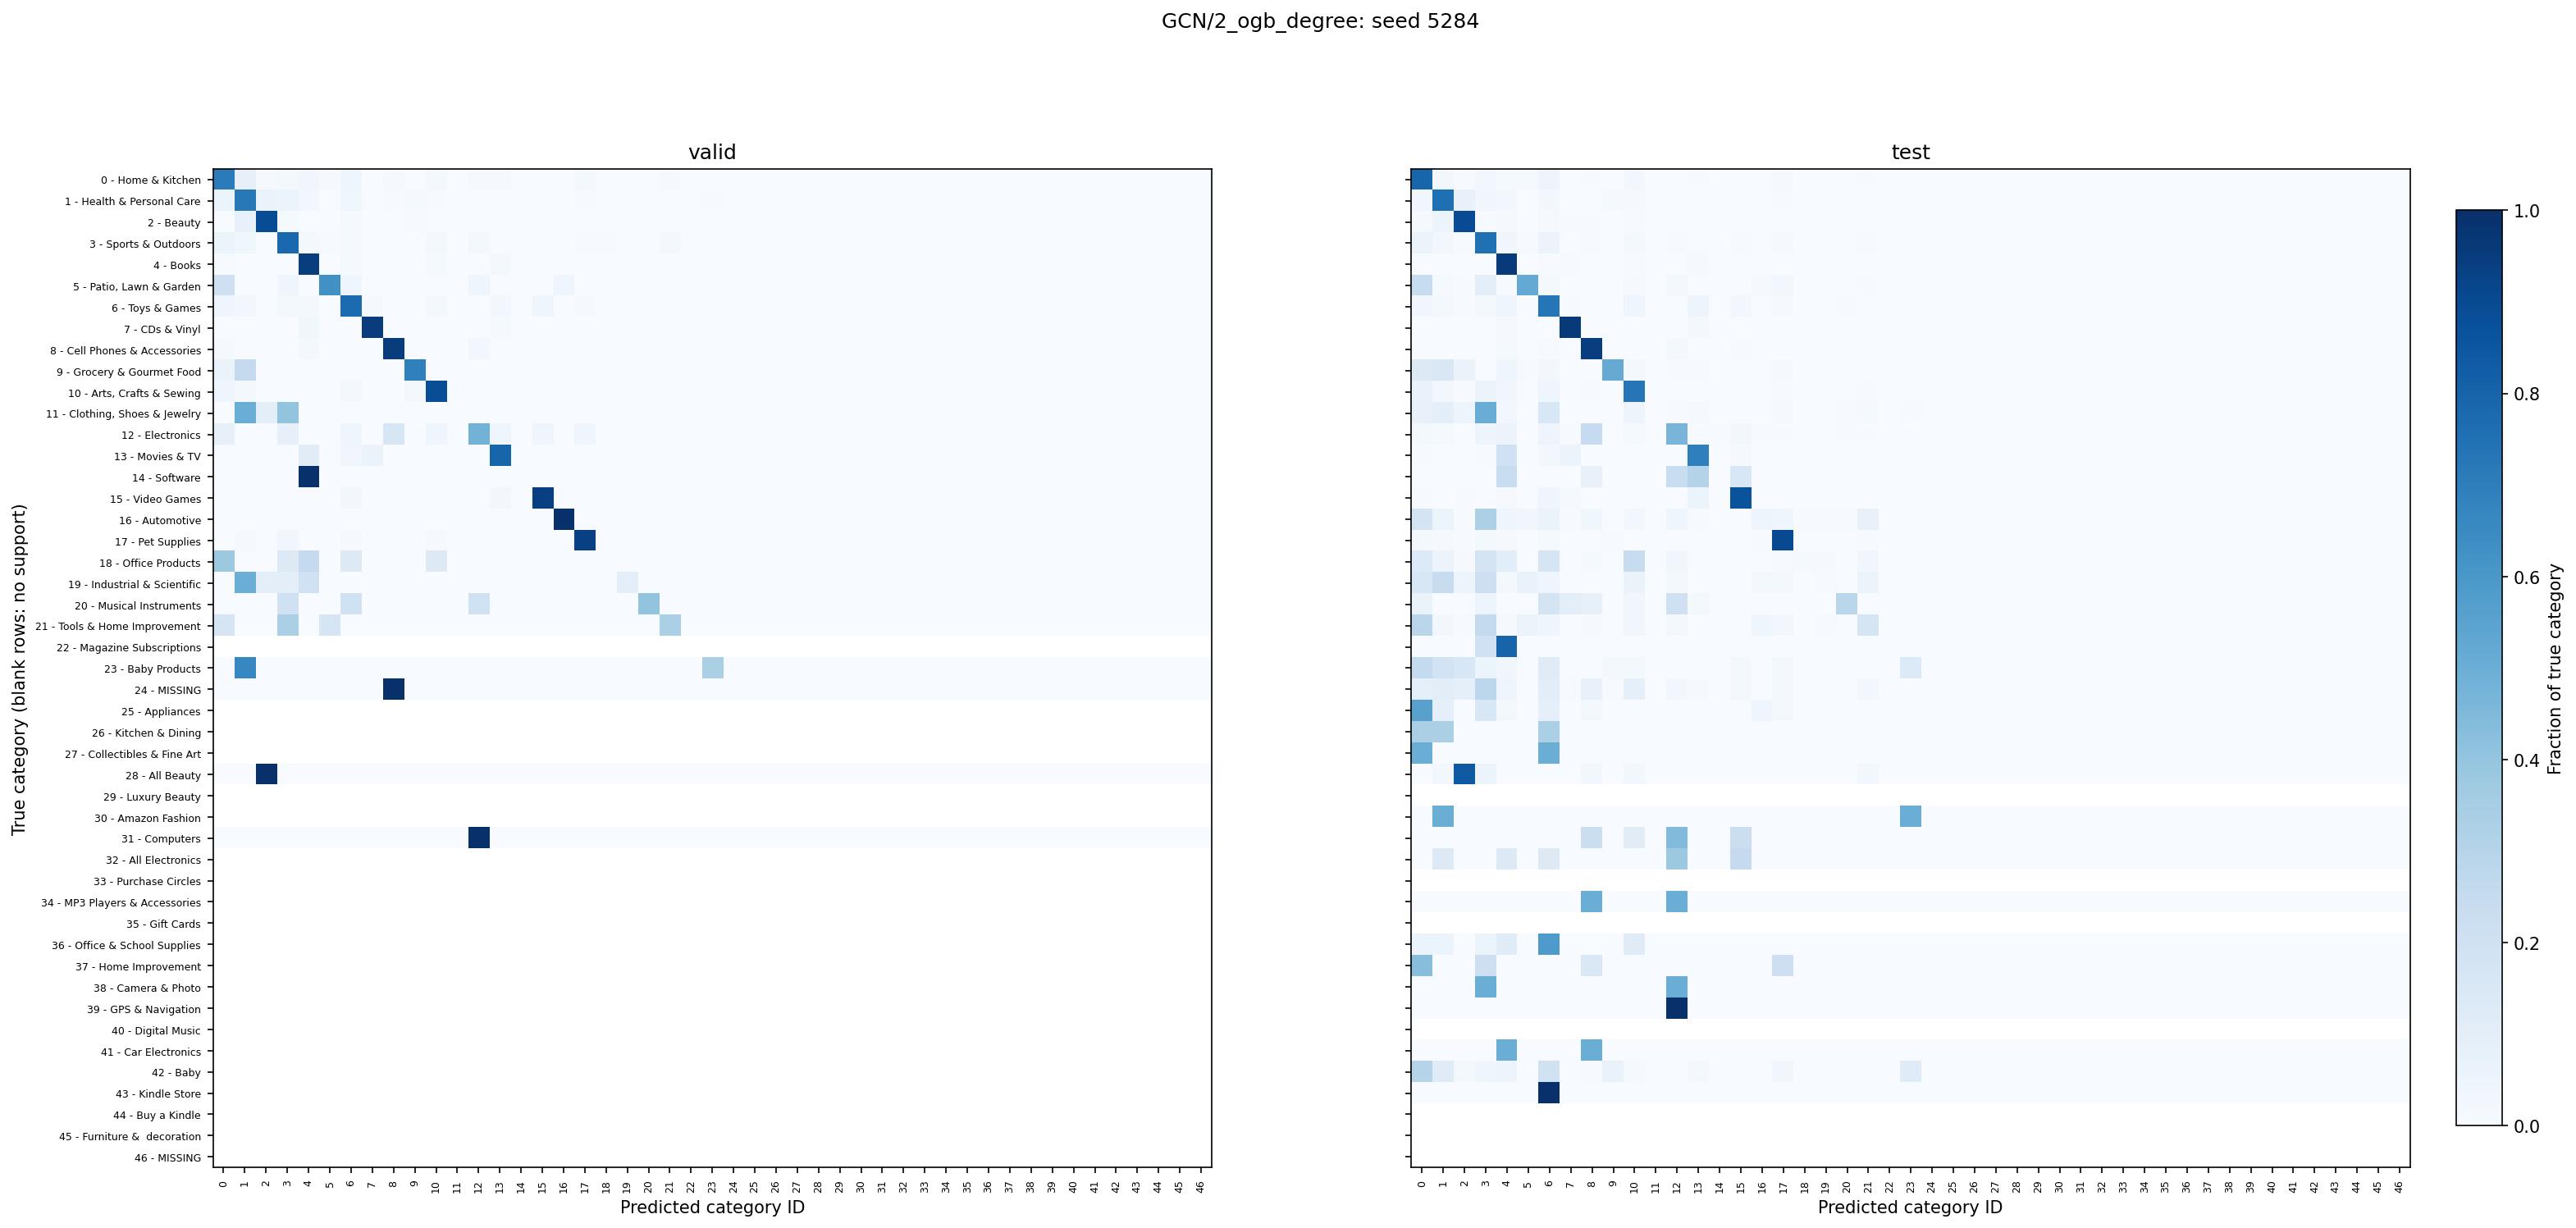 GCN/2_ogb_degree: seed 5284
valid
test
True category (blank rows: no support)
0 - Home & Kitchen
1 - Health & Personal Care
2 - Beauty
3 - Sports & Outdoors
4 - Books
5 - Patio, Lawn & Garden
6 - Toys & Games
7 - CDs & Vinyl
8 - Cell Phones & Accessories
9 - Grocery & Gourmet Food
10 - Arts, Crafts & Sewing
11 - Clothing, Shoes & Jewelry
12 - Electronics
13 - Movies & TV
14 - Software
15 - Video Games
16 - Automotive
17 - Pet Supplies
18 - Office Products
19 - Industrial & Scientific
20 - Musical Instruments
21 - Tools & Home Improvement
22 - Magazine Subscriptions
23 - Baby Products
24 - MISSING
25 - Appliances
26 - Kitchen & Dining
27 - Collectibles & Fine Art
28 - All Beauty
29 - Luxury Beauty
30 - Amazon Fashion
31 - Computers
32 - All Electronics
33 - Purchase Circles
34 - MP3 Players & Accessories
35 - Gift Cards
36 - Office & School Supplies
37 - Home Improvement
38 - Camera & Photo
39 - GPS & Navigation
40 - Digital Music
41 - Car Electronics
42 - Baby
43 - Kindle Store
44 - Buy a Kindle
45 - Furniture &  decoration
46 - MISSING
0 1 2 3 4 5 6 7 8 9 10 11 12 13 14 15 16 17 18 19 20 21 22 23 24 25 26 27 28 29 30 31 32 33 34 35 36 37 38 39 40 41 42 43 44 45 46
Predicted category ID
0 1 2 3 4 5 6 7 8 9 10 11 12 13 14 15 16 17 18 19 20 21 22 23 24 25 26 27 28 29 30 31 32 33 34 35 36 37 38 39 40 41 42 43 44 45 46
Predicted category ID
1.0
0.8
0.6
0.4
0.2
0.0
Fraction of true category